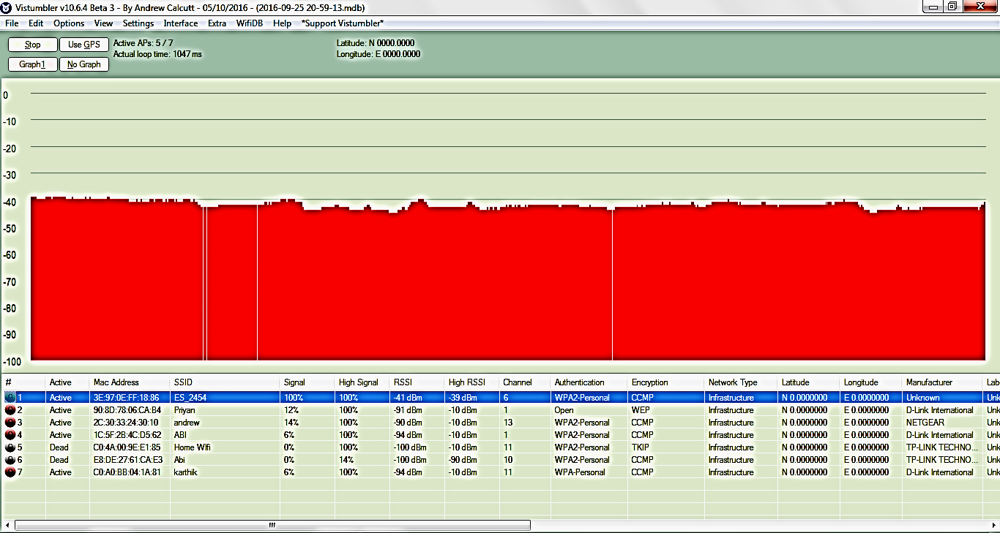 Vistumbler v10.6.4 Beta 3 - By Andrew Calcutt - 05/10/2016 - (2016-09-25 20-59-13.mdb)
File Edit Options View Settings Interface Extra WifiDB Help *Support Vistumbler*
Stop Use GPS Active APs: 5 / 7 Latitude: N 0000.0000
Actual loop time: 1047 ms Longitude: E 0000.0000
Graph1 No Graph
0
-10
-20
-30
-40
-50
-60
-70
-80
-90
-100
# Active Mac Address SSID Signal High Signal RSSI High RSSI Channel Authentication Encryption Network Type Latitude Longitude Manufacturer Lab
1 Active 3E:97:0E:FF:18:86 ES_2454 100% 100% -41 dBm -39 dBm 6 WPA2-Personal CCMP Infrastructure N 0.0000000 E 0.0000000 Unknown Unk
2 Active 90:8D:78:06:CA:B4 Priyan 12% 100% -91 dBm -10 dBm 1 Open WEP Infrastructure N 0.0000000 E 0.0000000 D-Link International Unk
3 Active 2C:30:33:24:30:10 andrew 14% 100% -90 dBm -10 dBm 13 WPA2-Personal CCMP Infrastructure N 0.0000000 E 0.0000000 NETGEAR Unk
4 Active 1C:5F:2B:4C:D5:62 ABI 6% 100% -94 dBm -10 dBm 1 WPA2-Personal CCMP Infrastructure N 0.0000000 E 0.0000000 D-Link International Unk
5 Dead C0:4A:00:9E:E1:85 Home Wifi 0% 100% -100 dBm -10 dBm 11 WPA2-Personal TKIP Infrastructure N 0.0000000 E 0.0000000 TP-LINK TECHNO... Unk
6 Dead E8:DE:27:61:CA:E3 Abi 0% 14% -100 dBm -90 dBm 10 WPA2-Personal CCMP Infrastructure N 0.0000000 E 0.0000000 TP-LINK TECHNO... Unk
7 Active C0:A0:BB:04:1A:81 karthik 6% 100% -94 dBm -10 dBm 11 WPA-Personal CCMP Infrastructure N 0.0000000 E 0.0000000 D-Link International Unk